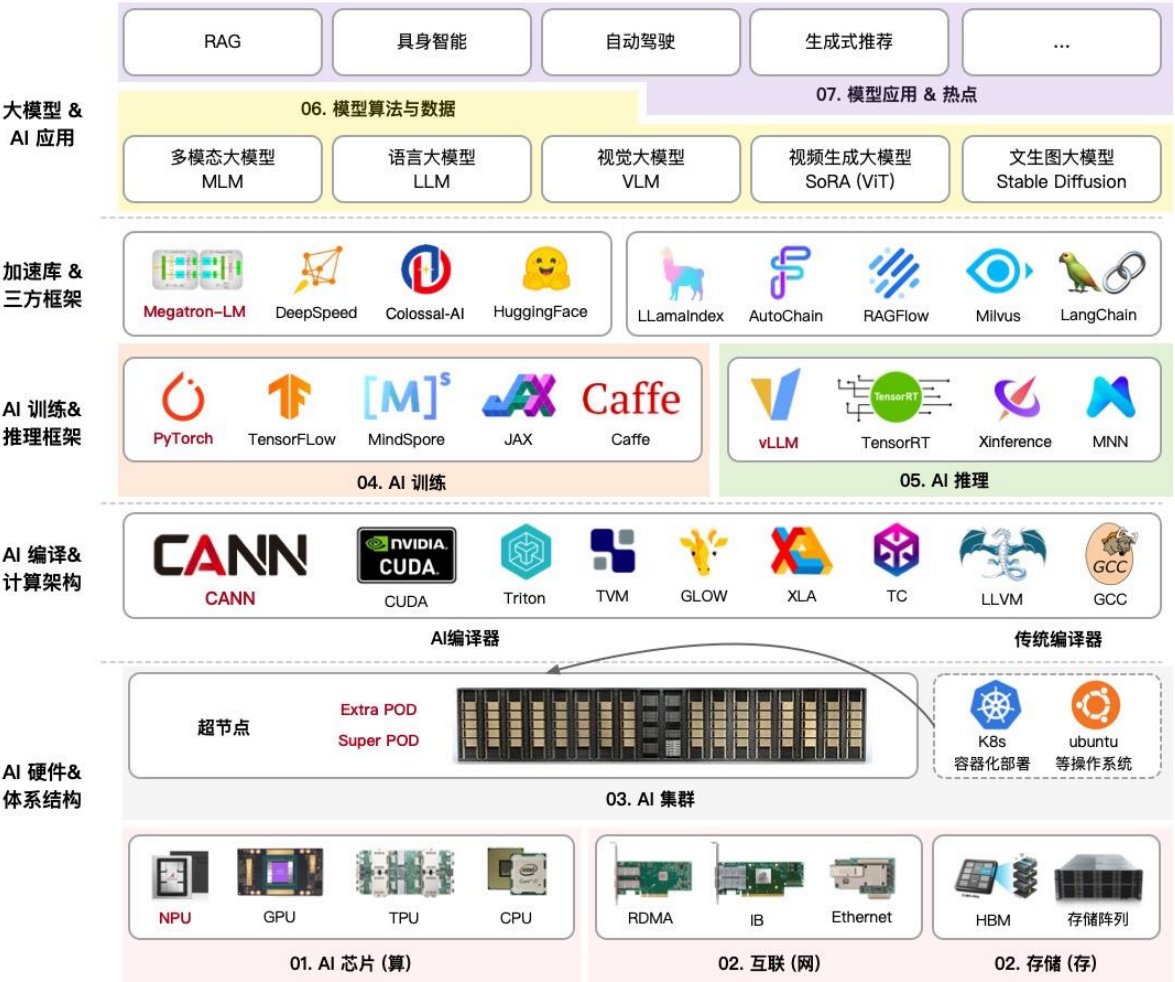 RAG
具身智能
自动驾驶
生成式推荐
...
大模型 &
AI 应用
06. 模型算法与数据
07. 模型应用 & 热点
多模态大模型
MLM
语言大模型
LLM
视觉大模型
VLM
视频生成大模型
SoRA (ViT)
文生图大模型
Stable Diffusion
加速库 &
三方框架
Megatron-LM
DeepSpeed
Colossal-AI
HuggingFace
LLamaIndex
AutoChain
RAGFlow
Milvus
LangChain
AI 训练&
推理框架
[M]s
Caffe
PyTorch
TensorFLow
MindSpore
JAX
Caffe
TensorRT
vLLM
TensorRT
Xinference
MNN
04. AI 训练
05. AI 推理
AI 编译&
计算架构
CANN
NVIDIA.
CUDA.
GCC
CANN
CUDA
Triton
TVM
GLOW
XLA
TC
LLVM
GCC
AI编译器
传统编译器
AI 硬件&
体系结构
超节点
Extra POD
Super POD
K8s
容器化部署
ubuntu
等操作系统
03. AI 集群
intel
NPU
GPU
TPU
CPU
RDMA
IB
Ethernet
HBM
存储阵列
01. AI 芯片 (算)
02. 互联 (网)
02. 存储 (存)